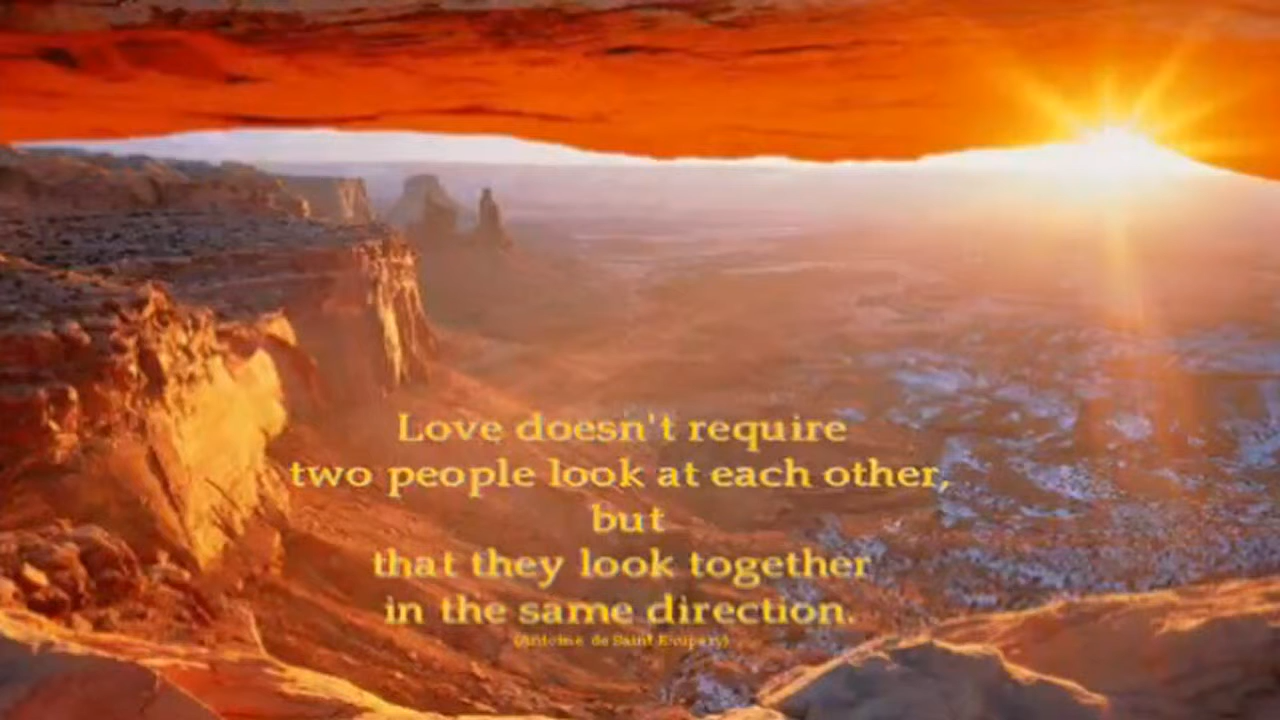 Love doesn't require
two people look at each other,
but
that they look together
in the same direction.
(Antoine de Saint Exupery)